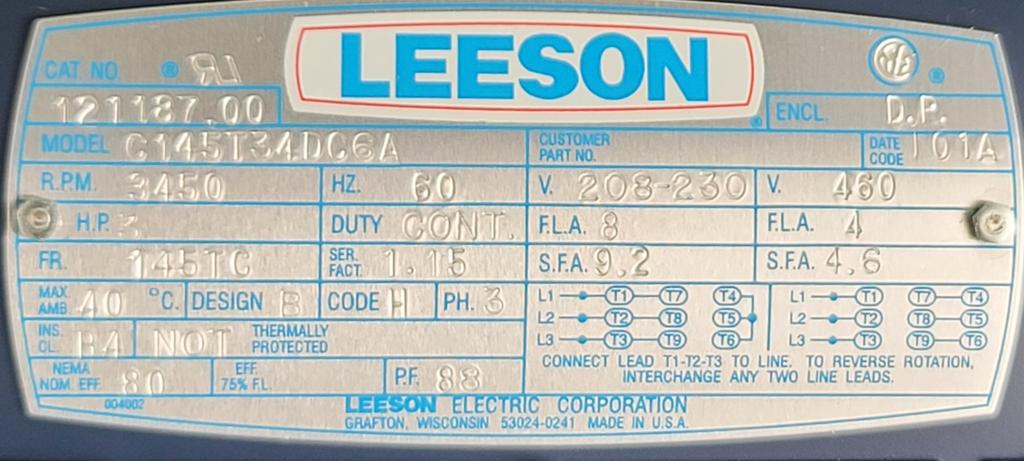 LEESON
CAT. NO. ®
121187.00
ENCL. D.P.
MODEL C145T34DC6A
CUSTOMER PART NO.
DATE CODE 01A
R.P.M. 3450
HZ. 60
V. 208-230
V. 460
H.P. 3
DUTY CONT.
F.L.A. 8
F.L.A. 4
FR. 145TC
SER. FACT. 1.15
S.F.A. 9.2
S.F.A. 4.6
MAX. AMB. 40 °C.
DESIGN B
CODE H
PH. 3
L1 T1 T7 T4
L2 T2 T8 T5
L3 T3 T9 T6
L1 T1 T7 T4
L2 T2 T8 T5
L3 T3 T9 T6
INS. CL. B4
NOT THERMALLY PROTECTED
CONNECT LEAD T1-T2-T3 TO LINE. TO REVERSE ROTATION,
INTERCHANGE ANY TWO LINE LEADS.
NEMA NOM. EFF. 80
EFF. 75% F.L.
P.F. 88
004002
LEESON ELECTRIC CORPORATION
GRAFTON, WISCONSIN 53024-0241 MADE IN U.S.A.